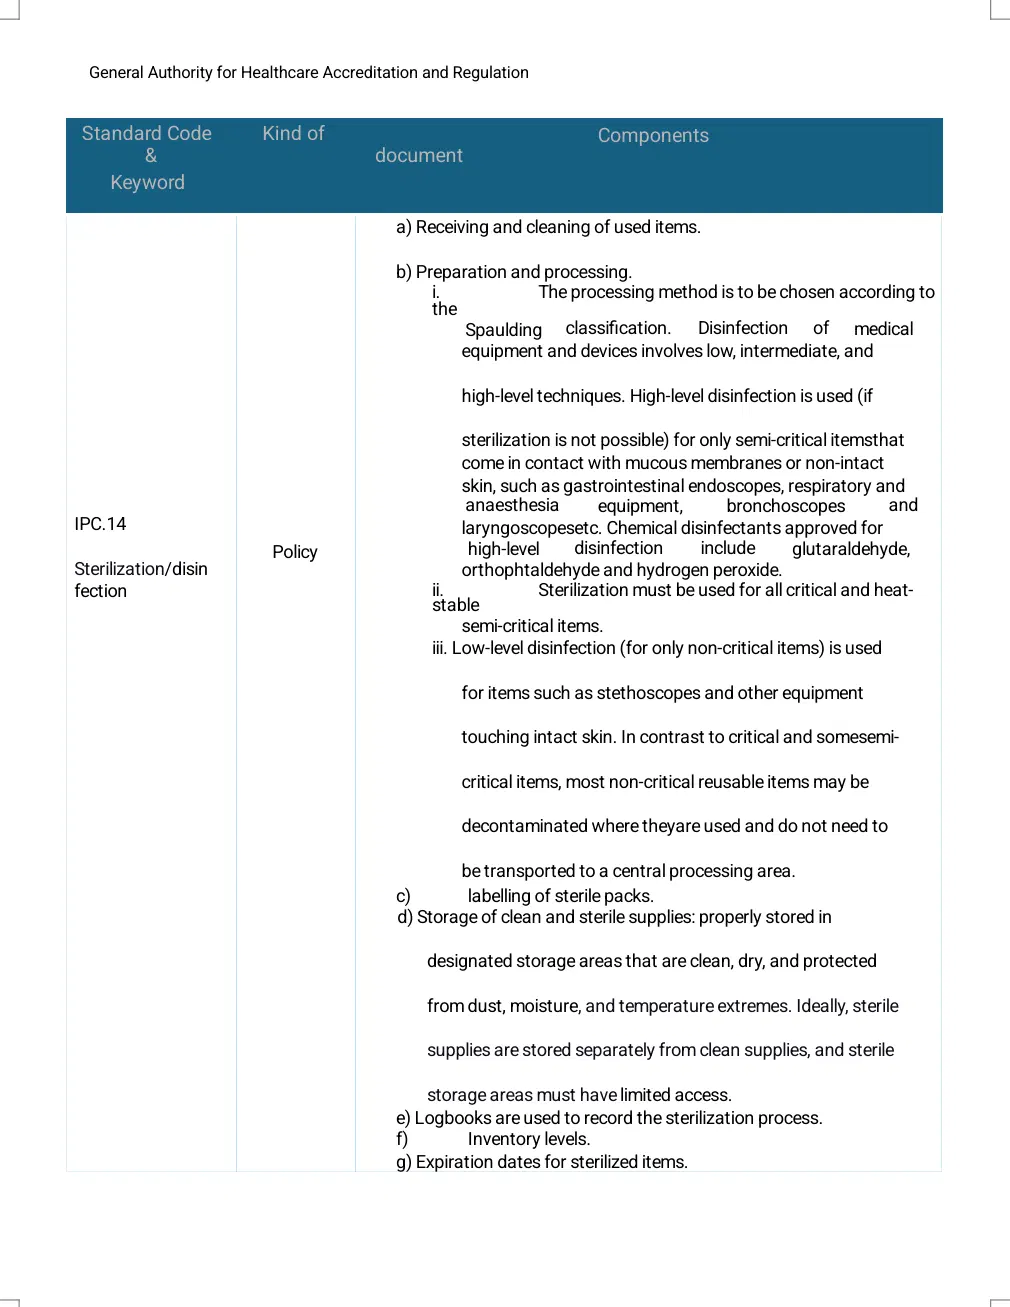 General Authority for Healthcare Accreditation and Regulation
Standard Code
&
Keyword
Kind of
document
Components
IPC.14
Sterilization/disin
fection
Policy
a) Receiving and cleaning of used items.
b) Preparation and processing.
i. The processing method is to be chosen according to
the
Spaulding classification. Disinfection of medical
equipment and devices involves low, intermediate, and
high-level techniques. High-level disinfection is used (if
sterilization is not possible) for only semi-critical itemsthat
come in contact with mucous membranes or non-intact
skin, such as gastrointestinal endoscopes, respiratory and
anaesthesia equipment, bronchoscopes and
laryngoscopesetc. Chemical disinfectants approved for
high-level disinfection include glutaraldehyde,
orthophtaldehyde and hydrogen peroxide.
ii. Sterilization must be used for all critical and heat-
stable
semi-critical items.
iii. Low-level disinfection (for only non-critical items) is used
for items such as stethoscopes and other equipment
touching intact skin. In contrast to critical and somesemi-
critical items, most non-critical reusable items may be
decontaminated where theyare used and do not need to
be transported to a central processing area.
c) labelling of sterile packs.
d) Storage of clean and sterile supplies: properly stored in
designated storage areas that are clean, dry, and protected
from dust, moisture, and temperature extremes. Ideally, sterile
supplies are stored separately from clean supplies, and sterile
storage areas must have limited access.
e) Logbooks are used to record the sterilization process.
f) Inventory levels.
g) Expiration dates for sterilized items.